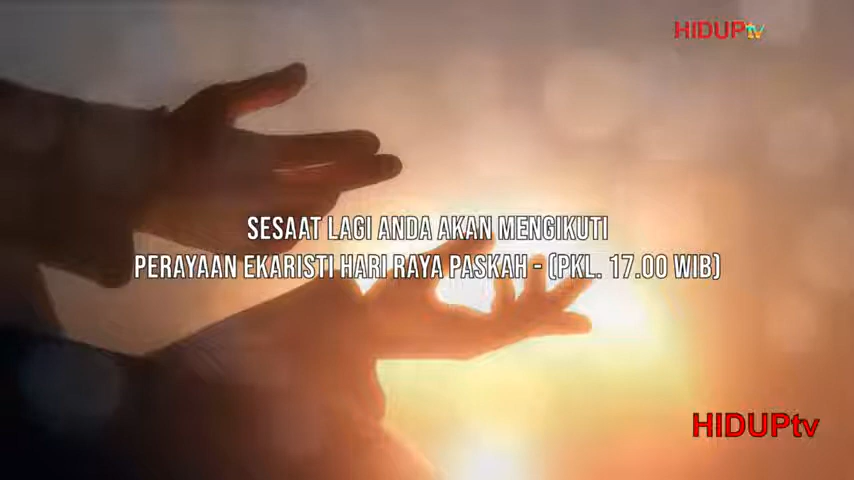 HIDUPtv
SESAAT LAGI ANDA AKAN MENGIKUTI
PERAYAAN EKARISTI HARI RAYA PASKAH - (PKL. 17.00 WIB)
HIDUPtv